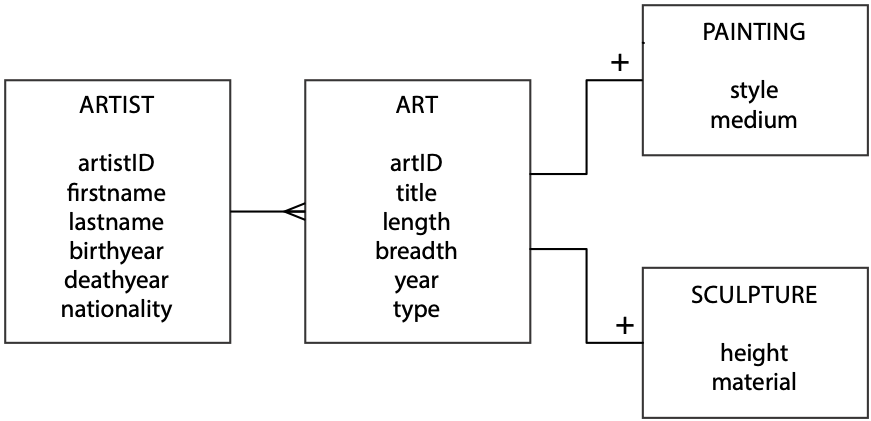 ARTIST
artistID
firstname
lastname
birthyear
deathyear
nationality
ART
artID
title
length
breadth
year
type
+
PAINTING
style
medium
+
SCULPTURE
height
material